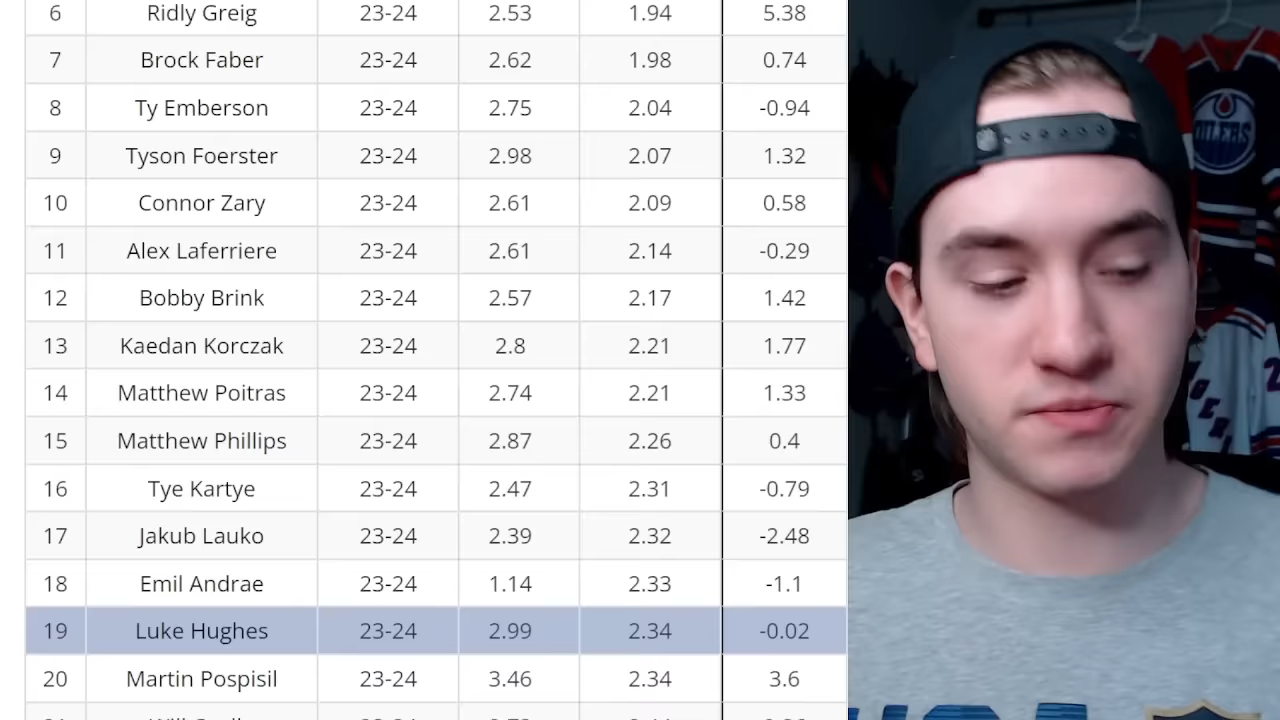 6 Ridly Greig 23-24 2.53 1.94 5.38
7 Brock Faber 23-24 2.62 1.98 0.74
8 Ty Emberson 23-24 2.75 2.04 -0.94
9 Tyson Foerster 23-24 2.98 2.07 1.32
10 Connor Zary 23-24 2.61 2.09 0.58
11 Alex Laferriere 23-24 2.61 2.14 -0.29
12 Bobby Brink 23-24 2.57 2.17 1.42
13 Kaedan Korczak 23-24 2.8 2.21 1.77
14 Matthew Poitras 23-24 2.74 2.21 1.33
15 Matthew Phillips 23-24 2.87 2.26 0.4
16 Tye Kartye 23-24 2.47 2.31 -0.79
17 Jakub Lauko 23-24 2.39 2.32 -2.48
18 Emil Andrae 23-24 1.14 2.33 -1.1
19 Luke Hughes 23-24 2.99 2.34 -0.02
20 Martin Pospisil 23-24 3.46 2.34 3.6
OILERS